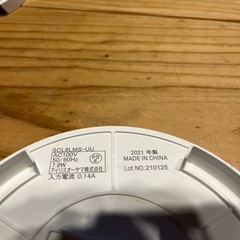 SCL6LMS-UU
AC100V
50/60Hz
7.8W
アイリスオーヤマ株式会社
入力電流:0.14A
2021 年製
MADE IN CHINA
Lot NO.210125